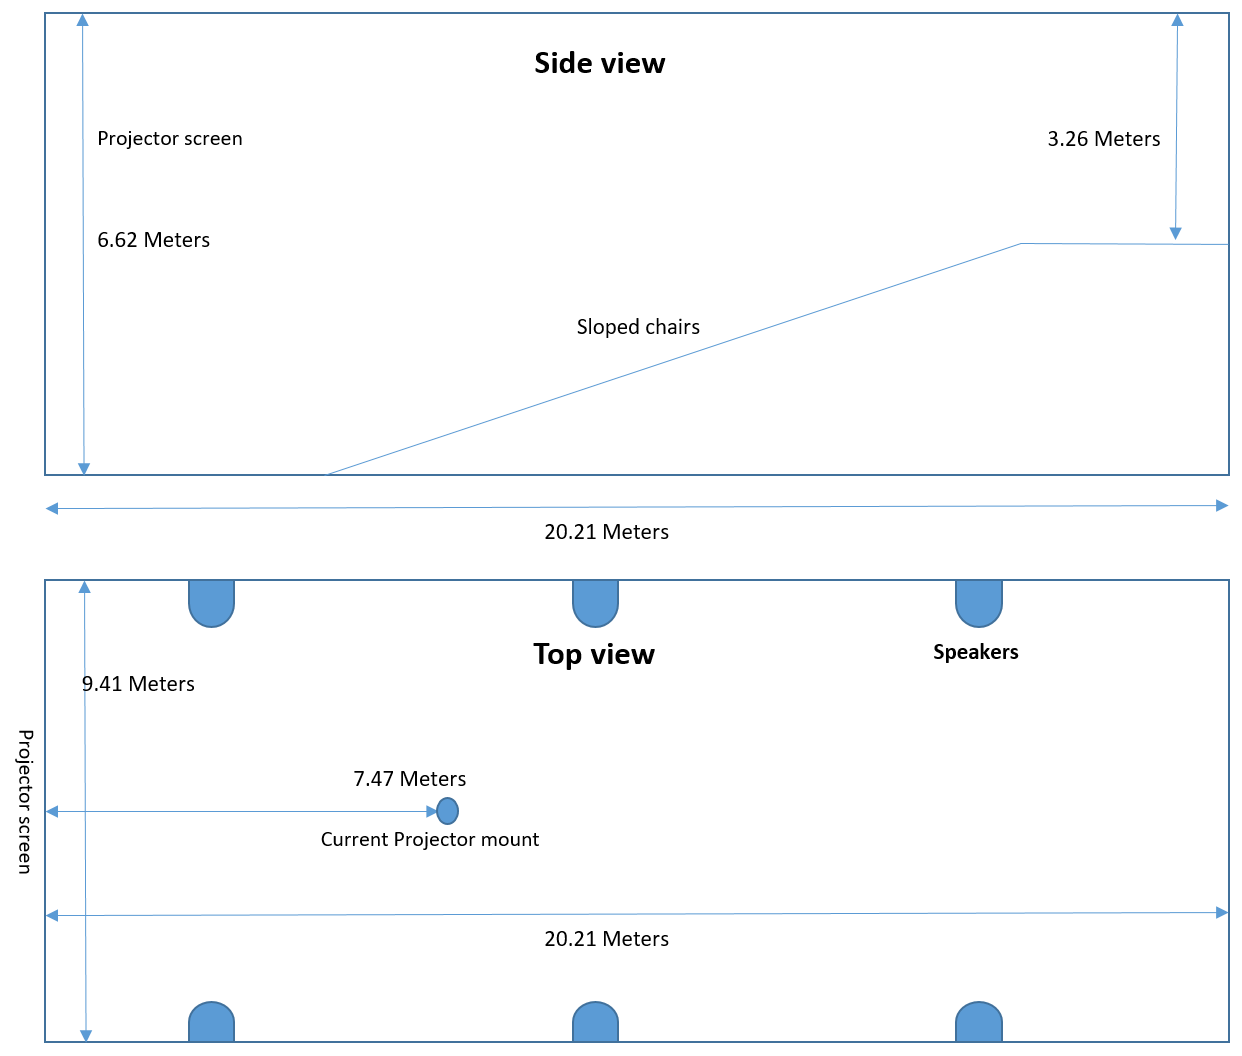 Side view
Projector screen
3.26 Meters
6.62 Meters
Sloped chairs
20.21 Meters
Top view
Speakers
9.41 Meters
Projector screen
7.47 Meters
Current Projector mount
20.21 Meters